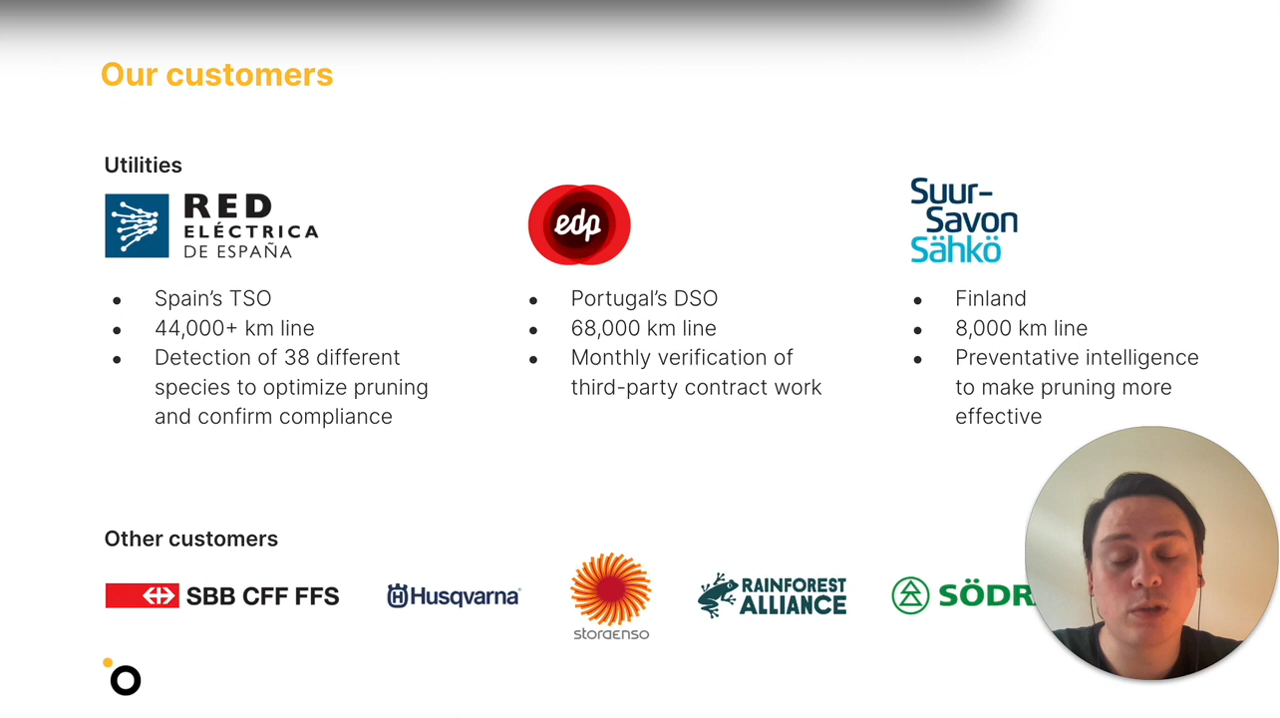 Our customers
Utilities
RED
ELÉCTRICA
DE ESPAÑA
edp
Suur-
Savon
Sähkö
● Spain’s TSO
● 44,000+ km line
● Detection of 38 different
species to optimize pruning
and confirm compliance
● Portugal’s DSO
● 68,000 km line
● Monthly verification of
third-party contract work
● Finland
● 8,000 km line
● Preventative intelligence
to make pruning more
effective
Other customers
SBB CFF FFS
Husqvarna
storaenso
RAINFOREST
ALLIANCE